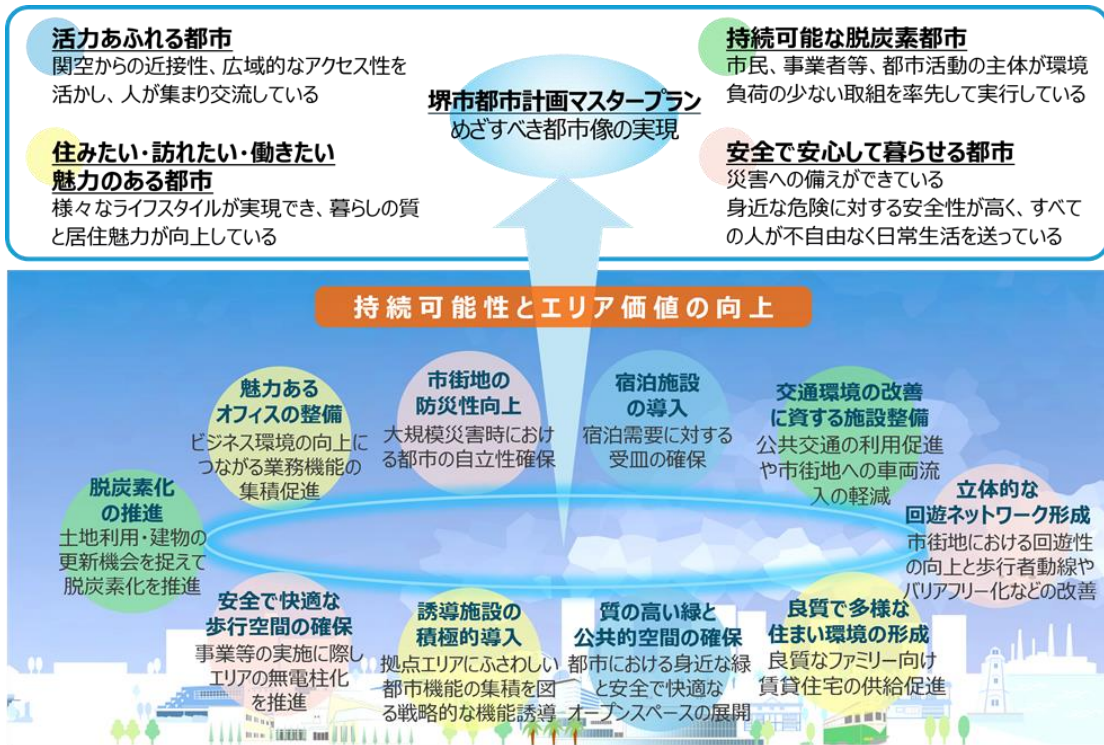 活力あふれる都市
関空からの近接性、広域的なアクセス性を
活かし、人が集まり交流している
住みたい・訪れたい・働きたい
魅力のある都市
様々なライフスタイルが実現でき、暮らしの質
と居住魅力が向上している
堺市都市計画マスタープラン
めざすべき都市像の実現
持続可能な脱炭素都市
市民、事業者等、都市活動の主体が環境
負荷の少ない取組を率先して実行している
安全で安心して暮らせる都市
災害への備えができている
身近な危険に対する安全性が高く、すべて
の人が不自由なく日常生活を送っている
持続可能性とエリア価値の向上
魅力ある
オフィスの整備
ビジネス環境の向上に
つながる業務機能の
集積促進
市街地の
防災性向上
大規模災害時におけ
る都市の自立性確保
宿泊施設
の導入
宿泊需要に対する
受皿の確保
交通環境の改善
に資する施設整備
公共交通の利用促進
や市街地への車両流
入の軽減
脱炭素化
の推進
土地利用・建物の
更新機会を捉えて
脱炭素化を推進
立体的な
回遊ネットワーク形成
市街地における回遊性
の向上と歩行者動線や
バリアフリー化などの改善
安全で快適な
歩行空間の確保
事業等の実施に際し
エリアの無電柱化
を推進
誘導施設の
積極的導入
拠点エリアにふさわしい
都市機能の集積を図
る戦略的な機能誘導
質の高い緑と
公共的空間の確保
都市における身近な緑
と安全で快適な
オープンスペースの展開
良質で多様な
住まい環境の形成
良質なファミリー向け
賃貸住宅の供給促進